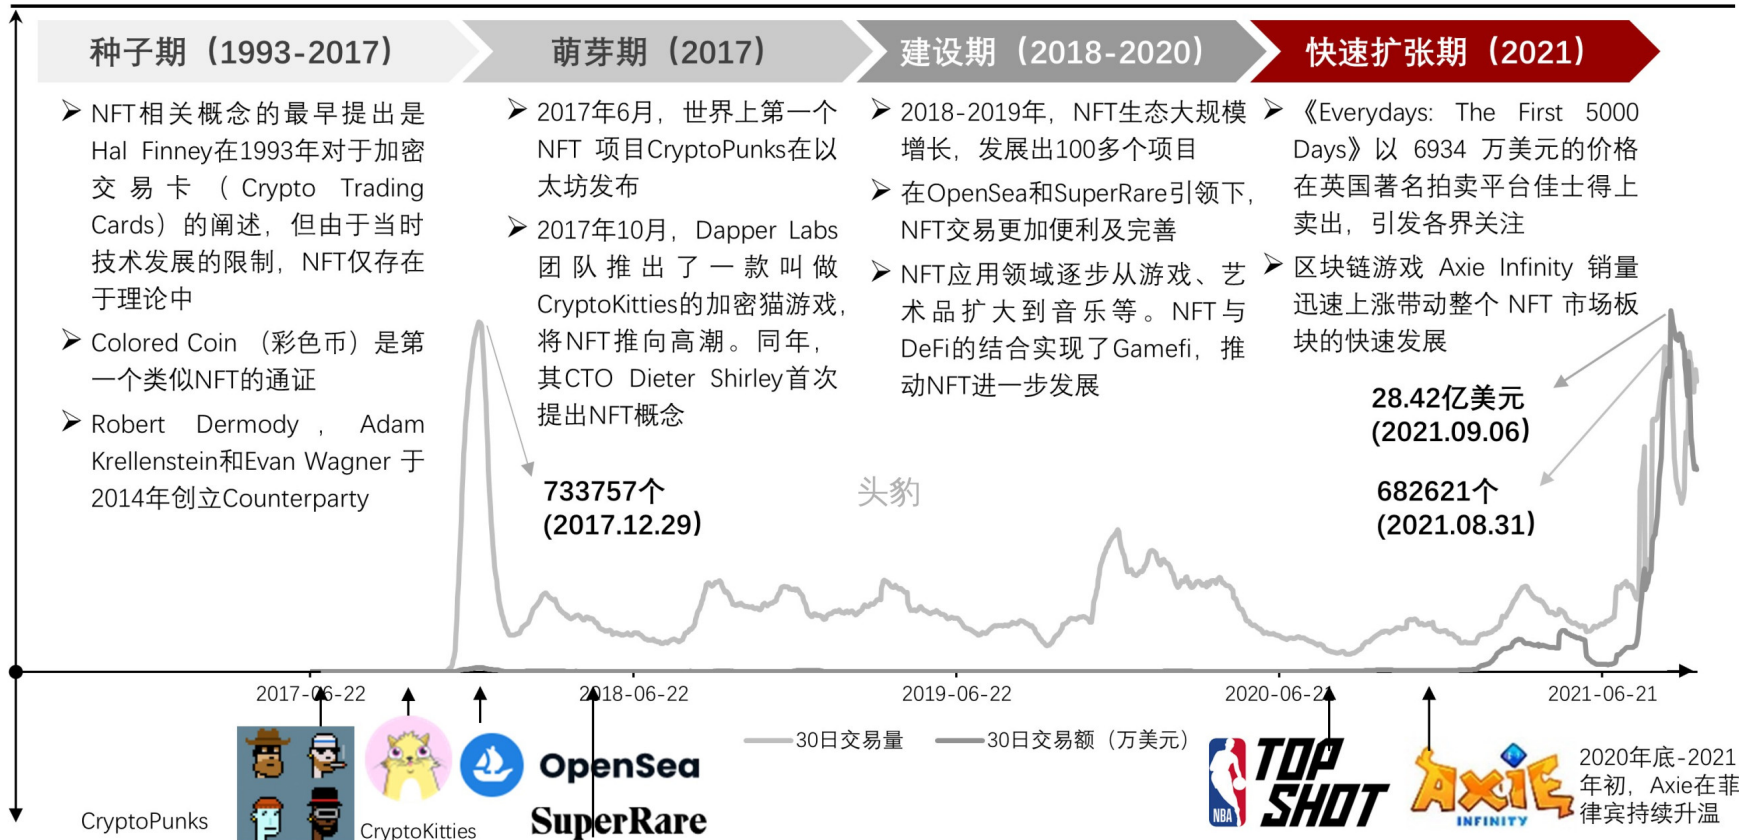 种子期（1993-2017）
萌芽期（2017）
建设期（2018-2020）
快速扩张期（2021）
➢ NFT相关概念的最早提出是
Hal Finney在1993年对于加密
交易卡（Crypto Trading
Cards）的阐述，但由于当时
技术发展的限制，NFT仅存在
于理论中
➢ Colored Coin （彩色币）是第
一个类似NFT的通证
➢ Robert Dermody ， Adam
Krellenstein和Evan Wagner 于
2014年创立Counterparty
➢ 2017年6月，世界上第一个
NFT 项目CryptoPunks在以
太坊发布
➢ 2017年10月，Dapper Labs
团队推出了一款叫做
CryptoKitties的加密猫游戏，
将NFT推向高潮。同年，
其CTO Dieter Shirley首次
提出NFT概念
➢ 2018-2019年，NFT生态大规模
增长，发展出100多个项目
➢ 在OpenSea和SuperRare引领下，
NFT交易更加便利及完善
➢ NFT应用领域逐步从游戏、艺
术品扩大到音乐等。NFT与
DeFi的结合实现了Gamefi，推
动NFT进一步发展
➢ 《Everydays: The First 5000
Days》以 6934 万美元的价格
在英国著名拍卖平台佳士得上
卖出，引发各界关注
➢ 区块链游戏 Axie Infinity 销量
迅速上涨带动整个 NFT 市场板
块的快速发展
28.42亿美元
(2021.09.06)
682621个
(2021.08.31)
733757个
(2017.12.29)
头豹
2017-06-22
2018-06-22
2019-06-22
2020-06-21
2021-06-21
30日交易量
30日交易额（万美元）
CryptoPunks
CryptoKitties
OpenSea
SuperRare
NBA
TOP
SHOT
AXIE
INFINITY
2020年底-2021
年初，Axie在菲
律宾持续升温